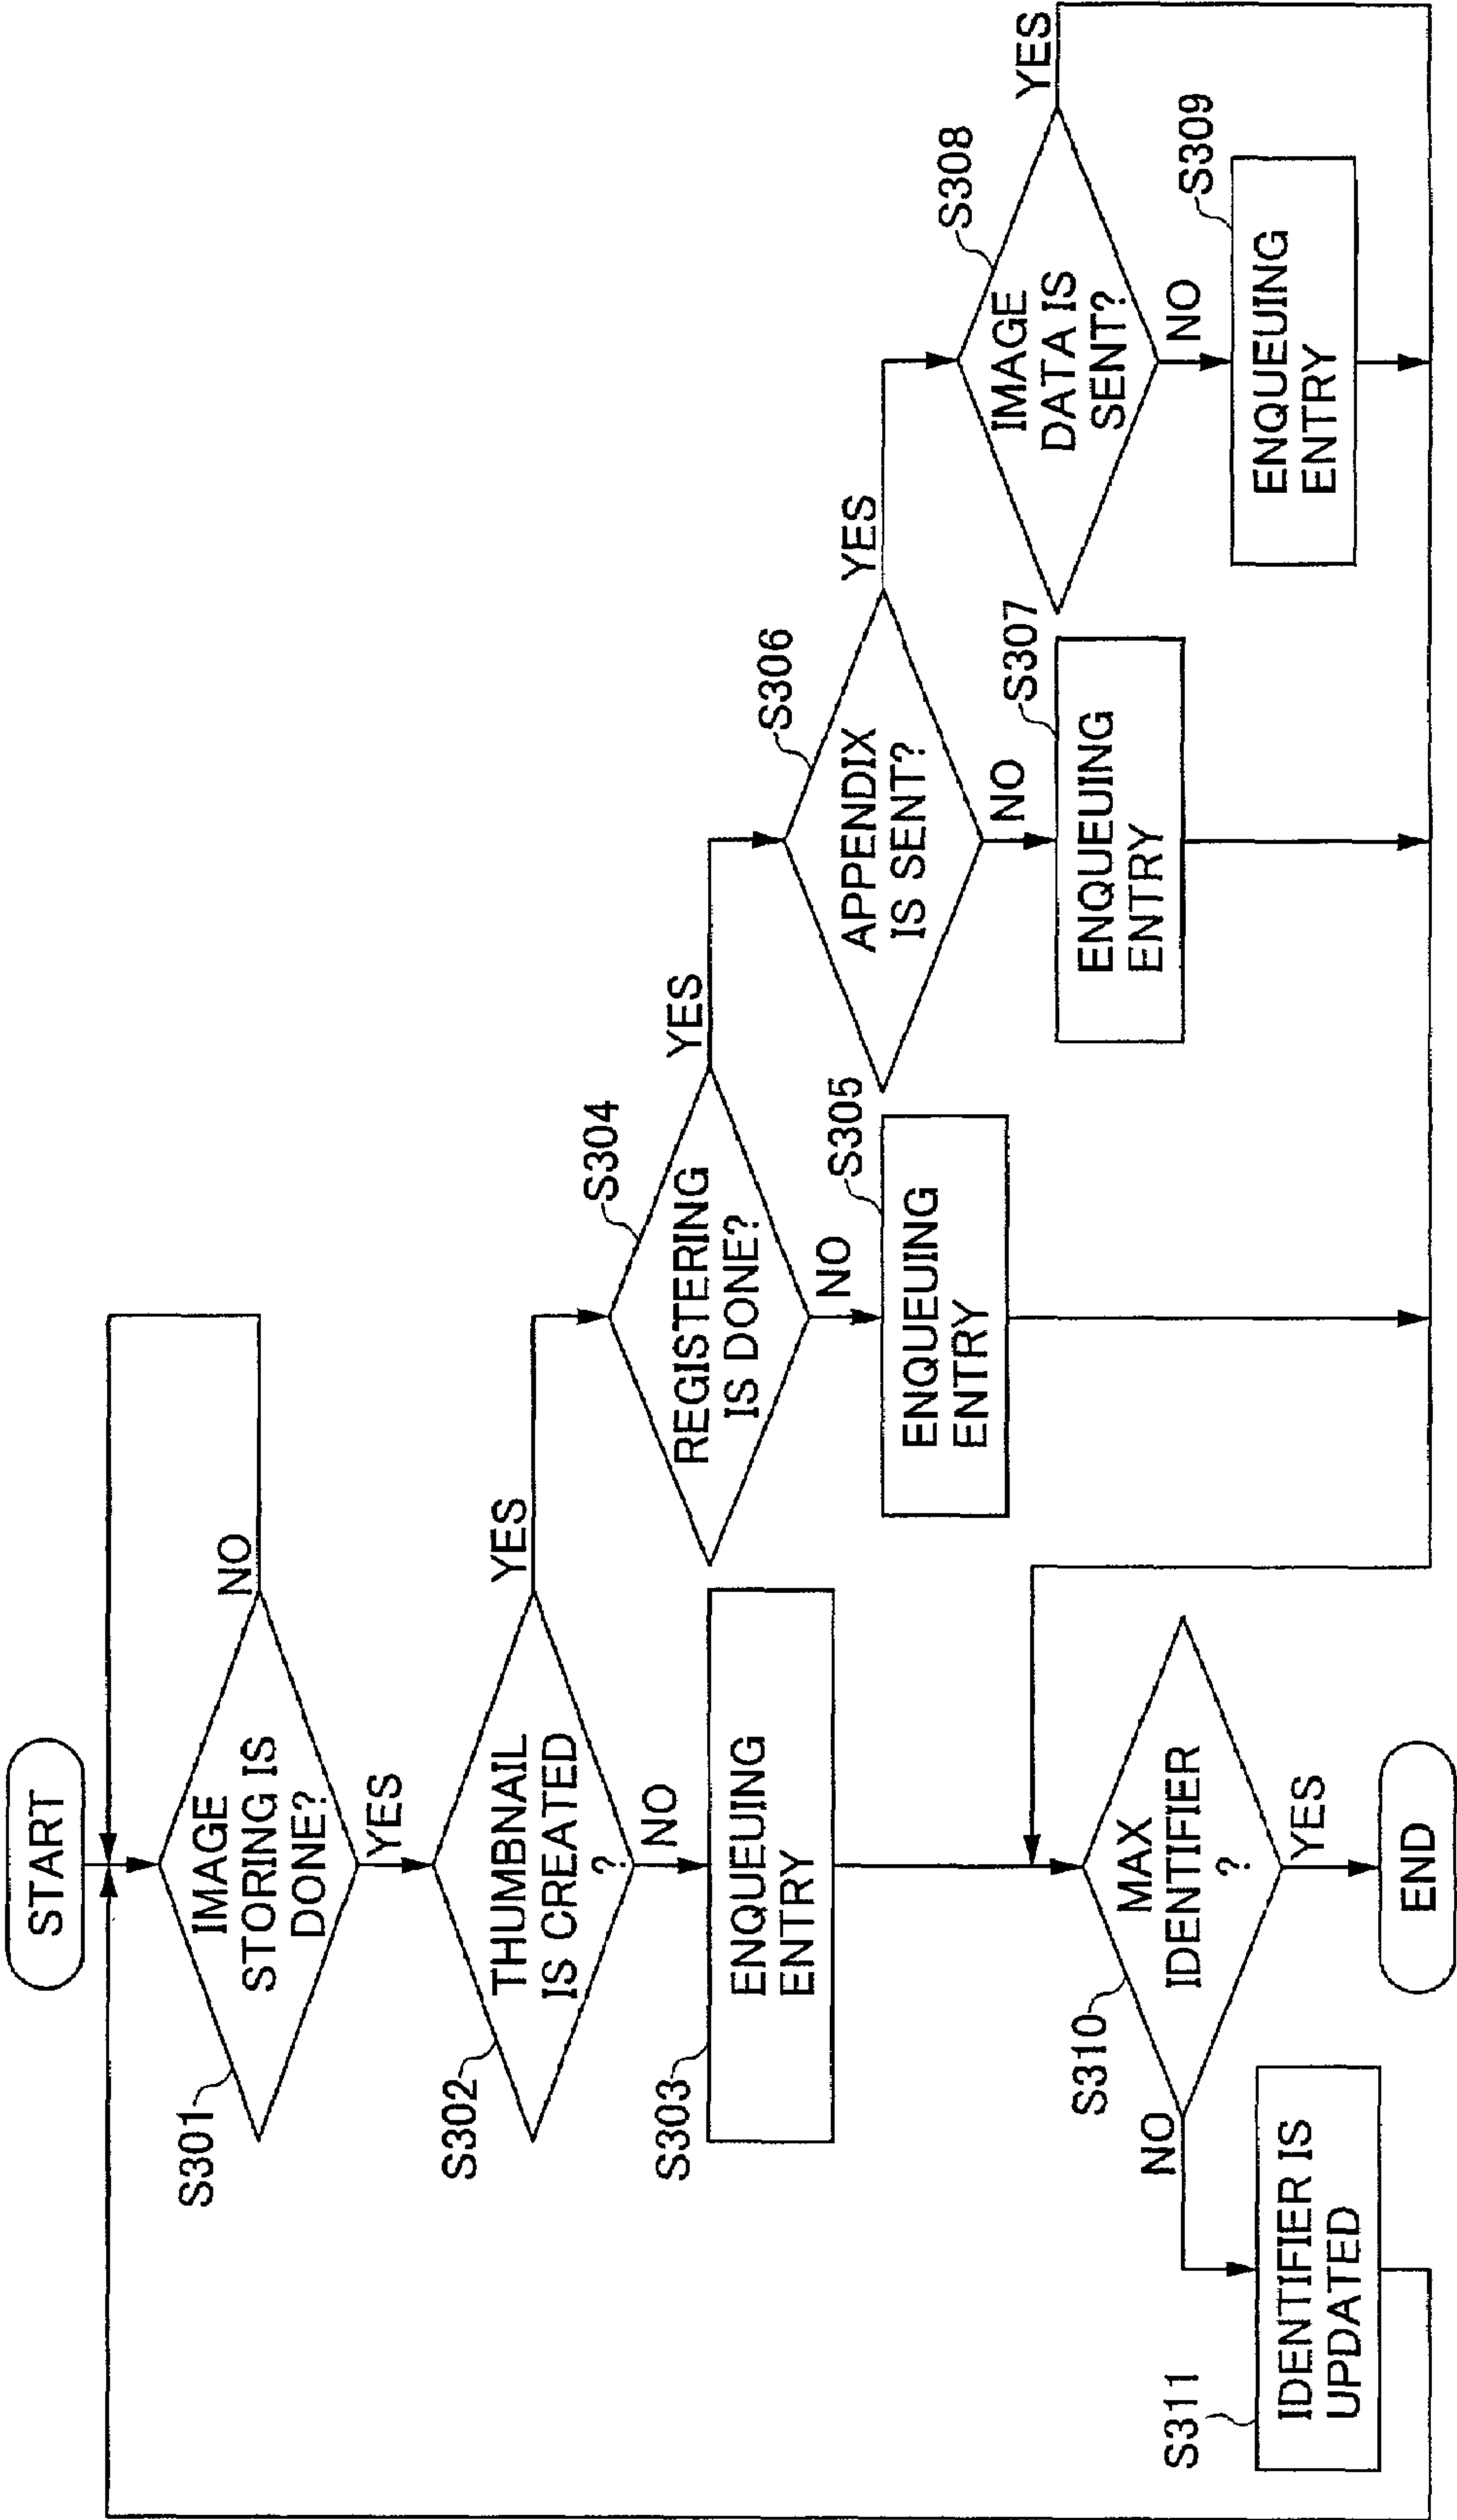 START
IMAGE
STORING IS
DONE?
S301
NO
YES
THUMBNAIL
IS CREATED
?
S302
YES
NO
ENQUEUING
ENTRY
S303
REGISTERING
IS DONE?
S304
YES
NO
ENQUEUING
ENTRY
S305
APPENDIX
IS SENT?
S306
YES
NO
ENQUEUING
ENTRY
S307
IMAGE
DATA IS
SENT?
S308
YES
NO
ENQUEUING
ENTRY
S309
MAX
IDENTIFIER
?
S310
NO
YES
IDENTIFIER IS
UPDATED
S311
END